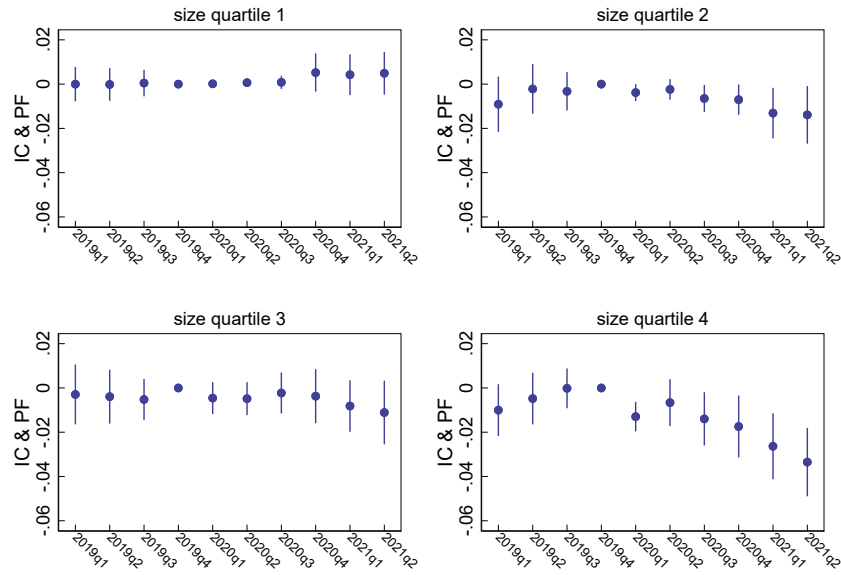 size quartile 1
IC & PF
.02
0
-.02
-.04
-.06
2019q1
2019q2
2019q3
2019q4
2020q1
2020q2
2020q3
2020q4
2021q1
2021q2
size quartile 2
IC & PF
.02
0
-.02
-.04
-.06
2019q1
2019q2
2019q3
2019q4
2020q1
2020q2
2020q3
2020q4
2021q1
2021q2
size quartile 3
IC & PF
.02
0
-.02
-.04
-.06
2019q1
2019q2
2019q3
2019q4
2020q1
2020q2
2020q3
2020q4
2021q1
2021q2
size quartile 4
IC & PF
.02
0
-.02
-.04
-.06
2019q1
2019q2
2019q3
2019q4
2020q1
2020q2
2020q3
2020q4
2021q1
2021q2